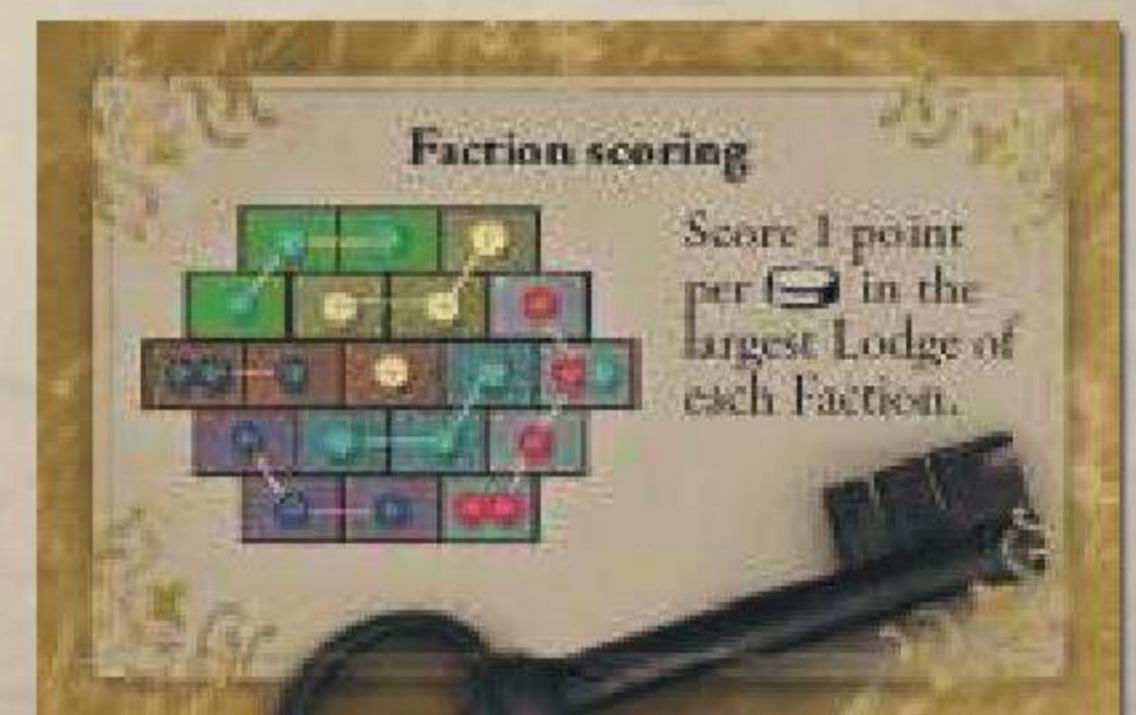 Faction scoring
Score 1 point
per in the
largest Lodge of
each Faction.